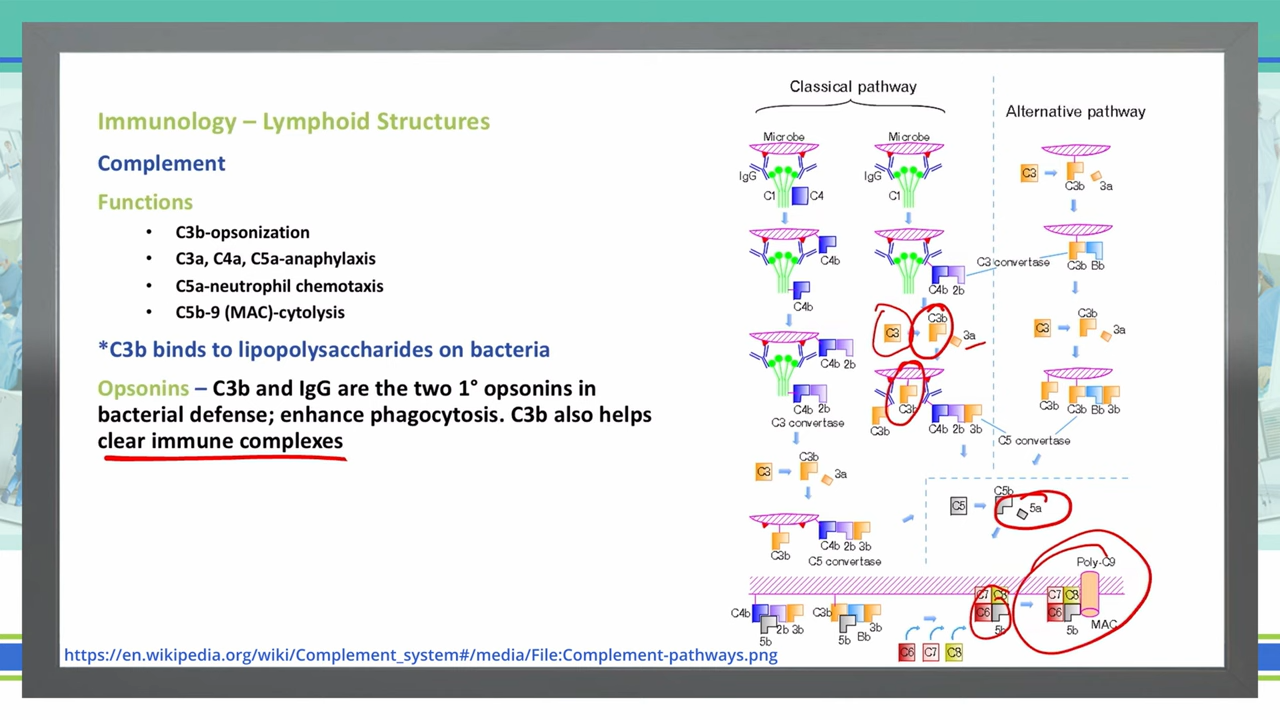 Immunology – Lymphoid Structures
Complement
Functions
• C3b-opsonization
• C3a, C4a, C5a-anaphylaxis
• C5a-neutrophil chemotaxis
• C5b-9 (MAC)-cytolysis
*C3b binds to lipopolysaccharides on bacteria
Opsonins – C3b and IgG are the two 1° opsonins in
bacterial defense; enhance phagocytosis. C3b also helps
clear immune complexes
https://en.wikipedia.org/wiki/Complement_system#/media/File:Complement-pathways.png
Classical pathway
Microbe
IgG
C1
C4
C4b
C4b
C4b 2b
C4b 2b
C3 convertase
C3
C3b
3a
C3b
C4b 2b 3b
C5 convertase
Microbe
IgG
C1
C4b 2b
C3 convertase
C3
C3b
3a
C3b
C3b
C4b 2b 3b
C5 convertase
Alternative pathway
C3
C3b
3a
C3b Bb
C3
C3b
3a
C3b
C3b Bb 3b
C5
C5b
5a
C4b
2b 3b
5b
C3b
3b
5b Bb
C6
C7
C8
C7 C8
C6
5b
Poly-C9
C7 C8
C6
5b
MAC